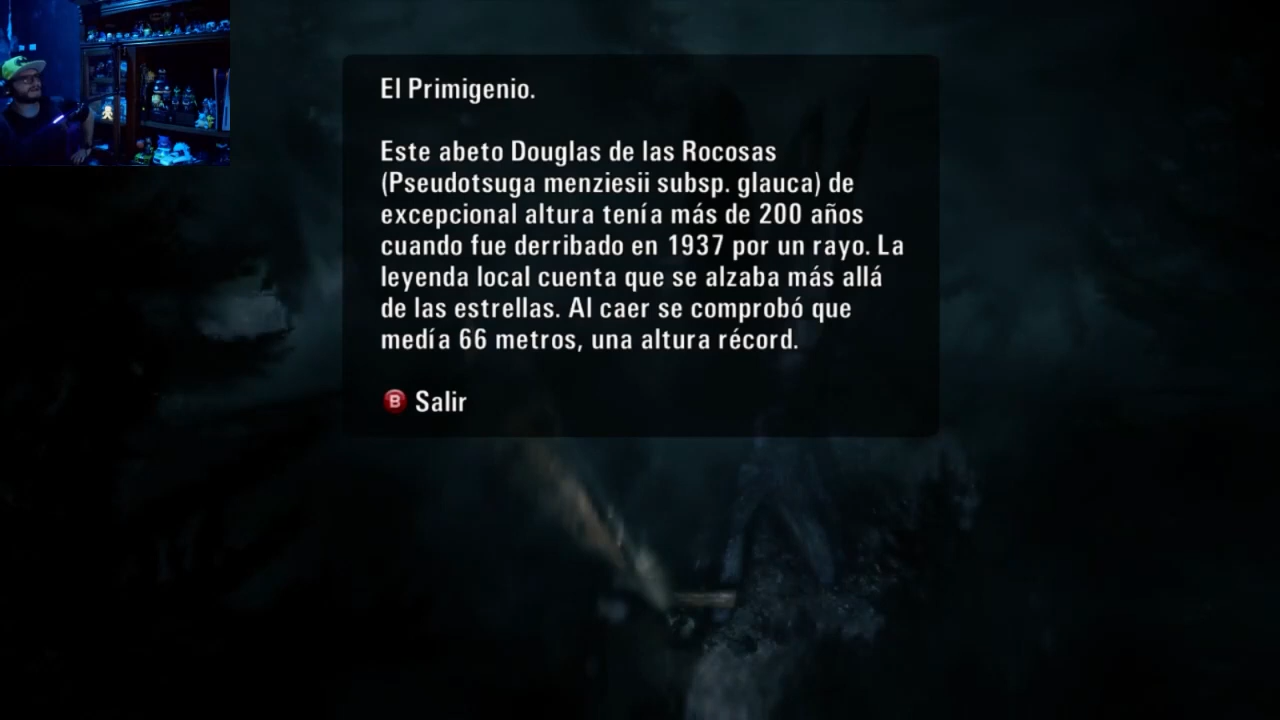 El Primigenio.
Este abeto Douglas de las Rocosas
(Pseudotsuga menziesii subsp. glauca) de
excepcional altura tenía más de 200 años
cuando fue derribado en 1937 por un rayo. La
leyenda local cuenta que se alzaba más allá
de las estrellas. Al caer se comprobó que
medía 66 metros, una altura récord.
B Salir